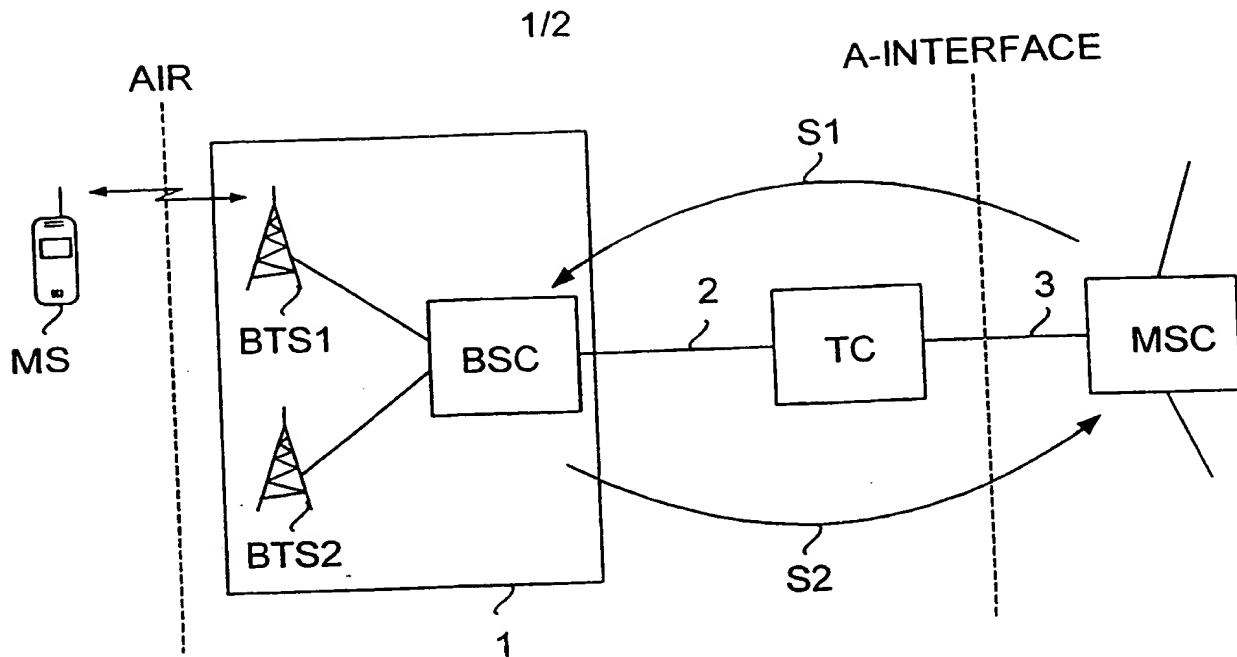 1/2
AIR
A-INTERFACE
S1
MS
BTS1
BSC
2
TC
3
MSC
BTS2
S2
1